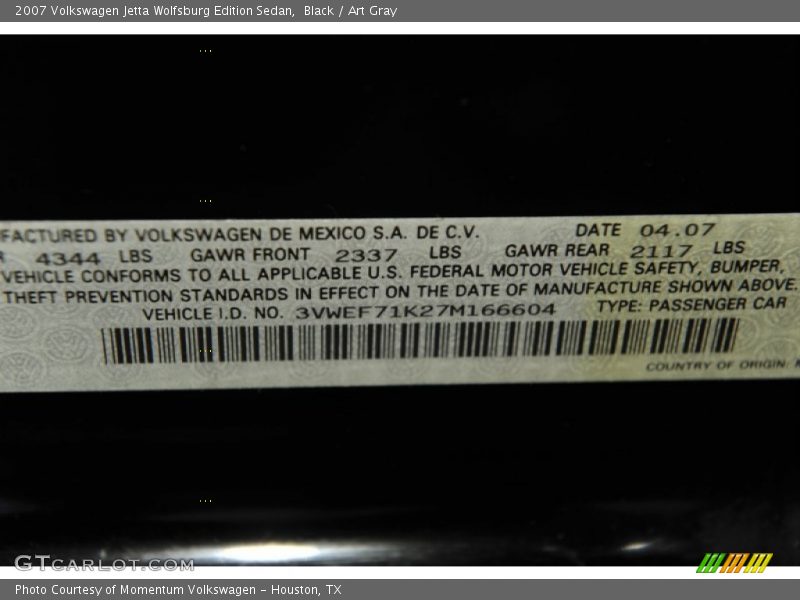 2007 Volkswagen Jetta Wolfsburg Edition Sedan, Black / Art Gray
FACTURED BY VOLKSWAGEN DE MEXICO S.A. DE C.V. DATE 04.07
R 4344 LBS GAWR FRONT 2337 LBS GAWR REAR 2117 LBS
VEHICLE CONFORMS TO ALL APPLICABLE U.S. FEDERAL MOTOR VEHICLE SAFETY, BUMPER,
THEFT PREVENTION STANDARDS IN EFFECT ON THE DATE OF MANUFACTURE SHOWN ABOVE.
VEHICLE I.D. NO. 3VWEF71K27M166604 TYPE: PASSENGER CAR
COUNTRY OF ORIGIN: M
GTCARLOT.COM
Photo Courtesy of Momentum Volkswagen - Houston, TX